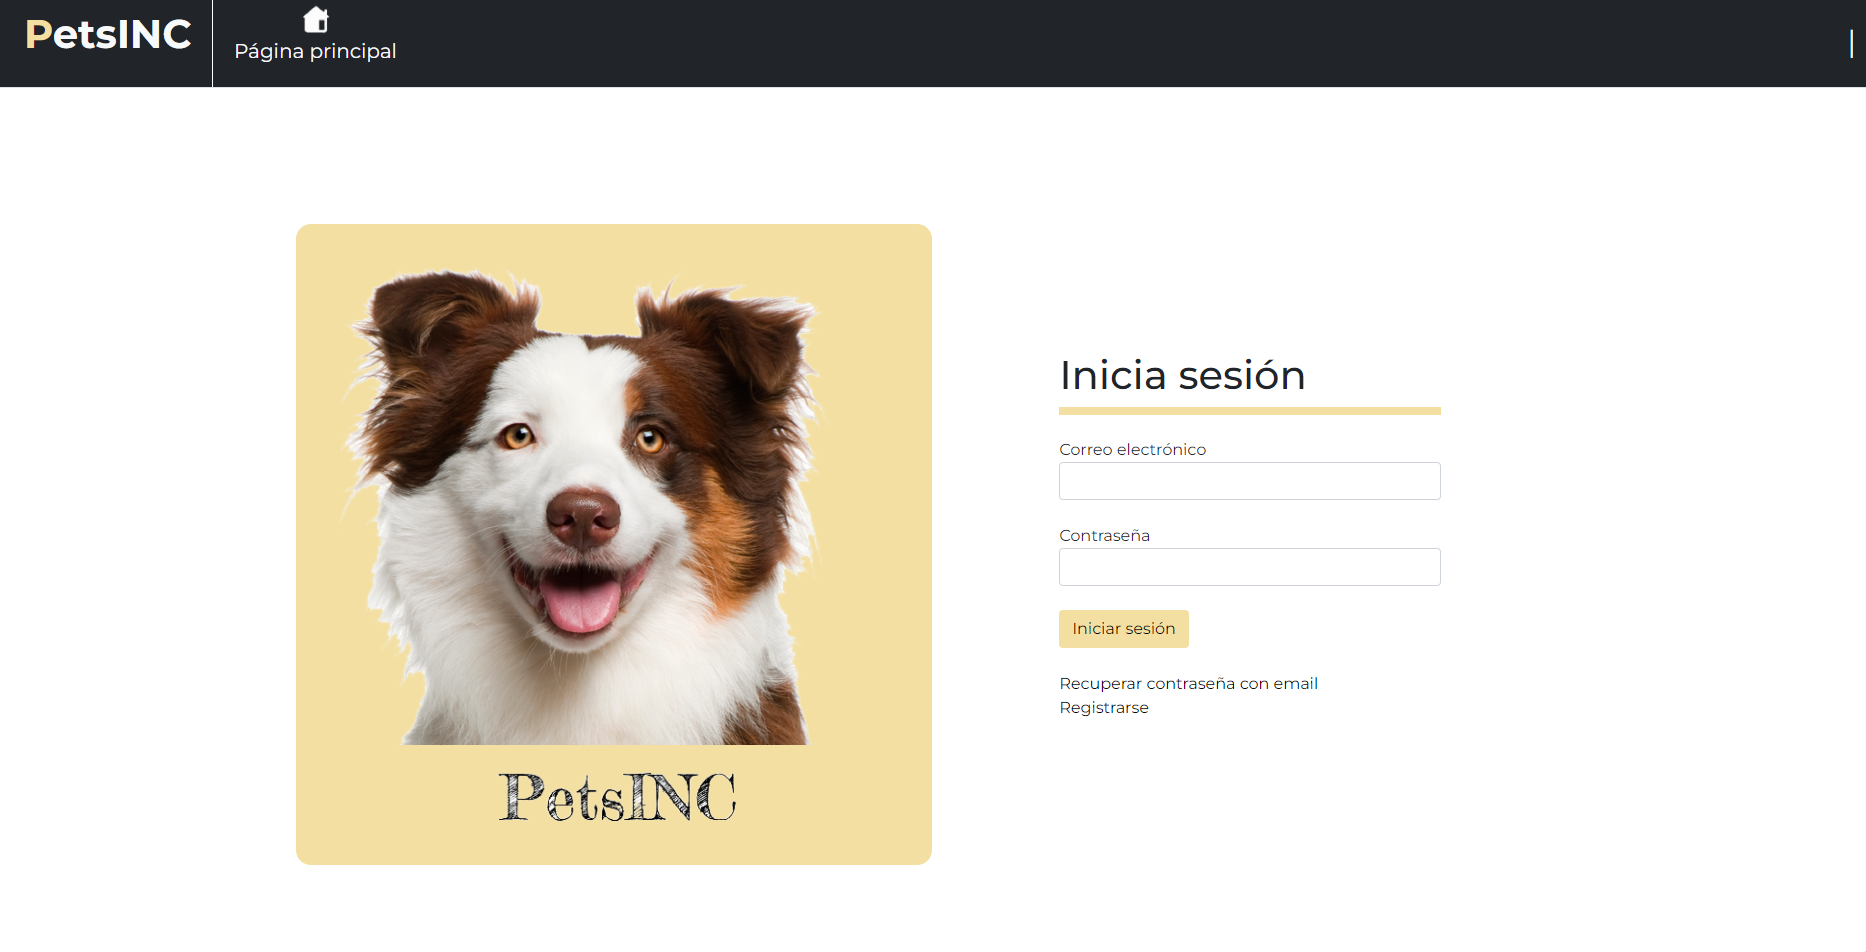 PetsINC
Página principal
|
PetsINC
Inicia sesión
Correo electrónico
Contraseña
Iniciar sesión
Recuperar contraseña con email
Registrarse